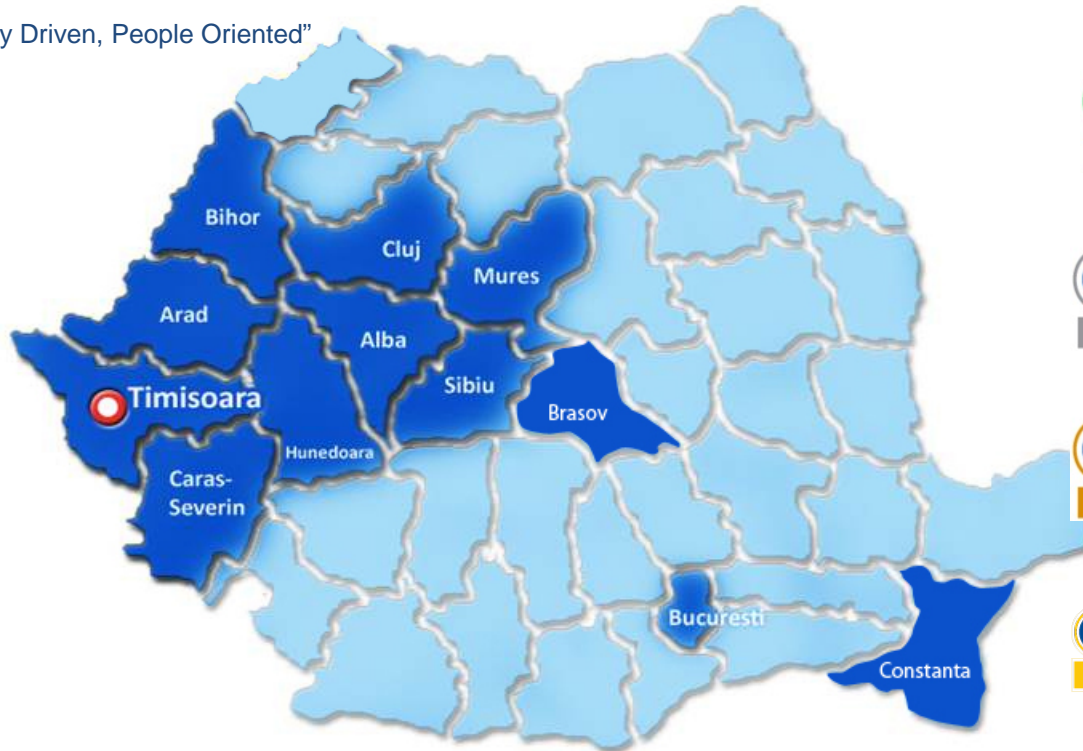 y Driven, People Oriented”
Bihor
Cluj
Mures
Arad
Alba
Timisoara
Sibiu
Brasov
Hunedoara
Caras-
Severin
Bucuresti
Constanta